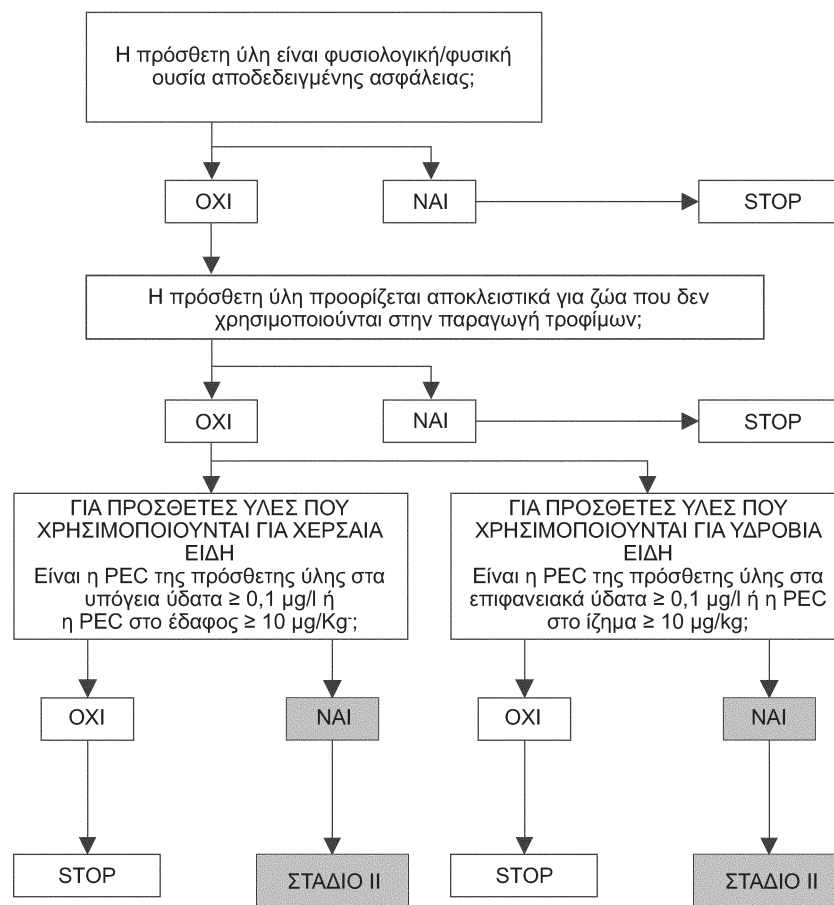 Η πρόσθετη ύλη είναι φυσιολογική/φυσική
ουσία αποδεδειγμένης ασφάλειας;
ΟΧΙ
ΝΑΙ
STOP
Η πρόσθετη ύλη προορίζεται αποκλειστικά για ζώα που δεν
χρησιμοποιούνται στην παραγωγή τροφίμων;
ΟΧΙ
ΝΑΙ
STOP
ΓΙΑ ΠΡΟΣΘΕΤΕΣ ΥΛΕΣ ΠΟΥ
ΧΡΗΣΙΜΟΠΟΙΟΥΝΤΑΙ ΓΙΑ ΧΕΡΣΑΙΑ
ΕΙΔΗ
Είναι η PEC της πρόσθετης ύλης στα
υπόγεια ύδατα ≥ 0,1 μg/l ή
η PEC στο έδαφος ≥ 10 μg/Kg-;
ΓΙΑ ΠΡΟΣΘΕΤΕΣ ΥΛΕΣ ΠΟΥ
ΧΡΗΣΙΜΟΠΟΙΟΥΝΤΑΙ ΓΙΑ ΥΔΡΟΒΙΑ
ΕΙΔΗ
Είναι η PEC της πρόσθετης ύλης στα
επιφανειακά ύδατα ≥ 0,1 μg/l ή η PEC
στο ίζημα ≥ 10 μg/kg;
ΟΧΙ
ΝΑΙ
ΟΧΙ
ΝΑΙ
STOP
ΣΤΑΔΙΟ II
STOP
ΣΤΑΔΙΟ II